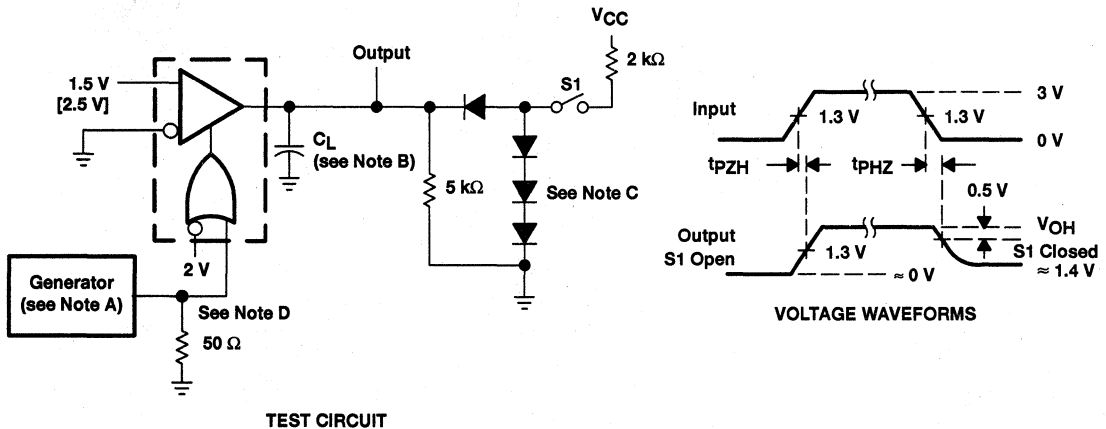 VCC
2 kΩ
Output
S1
1.5 V
[2.5 V]
CL
(see Note B)
5 kΩ
See Note C
2 V
Generator
(see Note A)
See Note D
50 Ω
TEST CIRCUIT
3 V
Input
1.3 V
1.3 V
0 V
tPZH
tPHZ
0.5 V
VOH
Output
S1 Open
1.3 V
S1 Closed
≈ 1.4 V
≈ 0 V
VOLTAGE WAVEFORMS